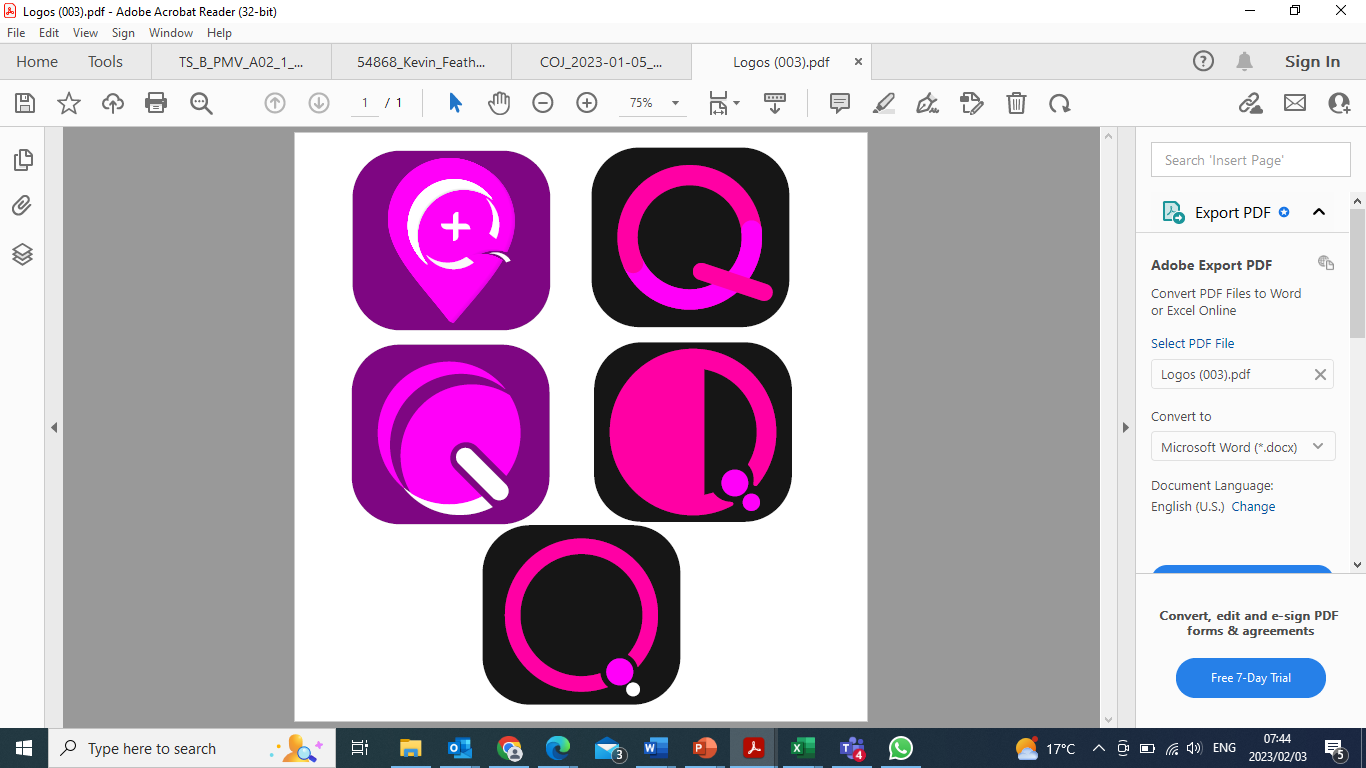 Logos (003).pdf - Adobe Acrobat Reader (32-bit)
File Edit View Sign Window Help
Home Tools TS_B_PMV_A02_1_... 54868_Kevin_Feath... COJ_2023-01-05_... Logos (003).pdf Sign In
1 / 1 75%
Search 'Insert Page'
Export PDF
Adobe Export PDF
Convert PDF Files to Word
or Excel Online
Select PDF File
Logos (003).pdf
Convert to
Microsoft Word (*.docx)
Document Language:
English (U.S.) Change
Convert, edit and e-sign PDF
forms & agreements
Free 7-Day Trial
Type here to search 3 4 17°C ENG 07:44
2023/02/03 5